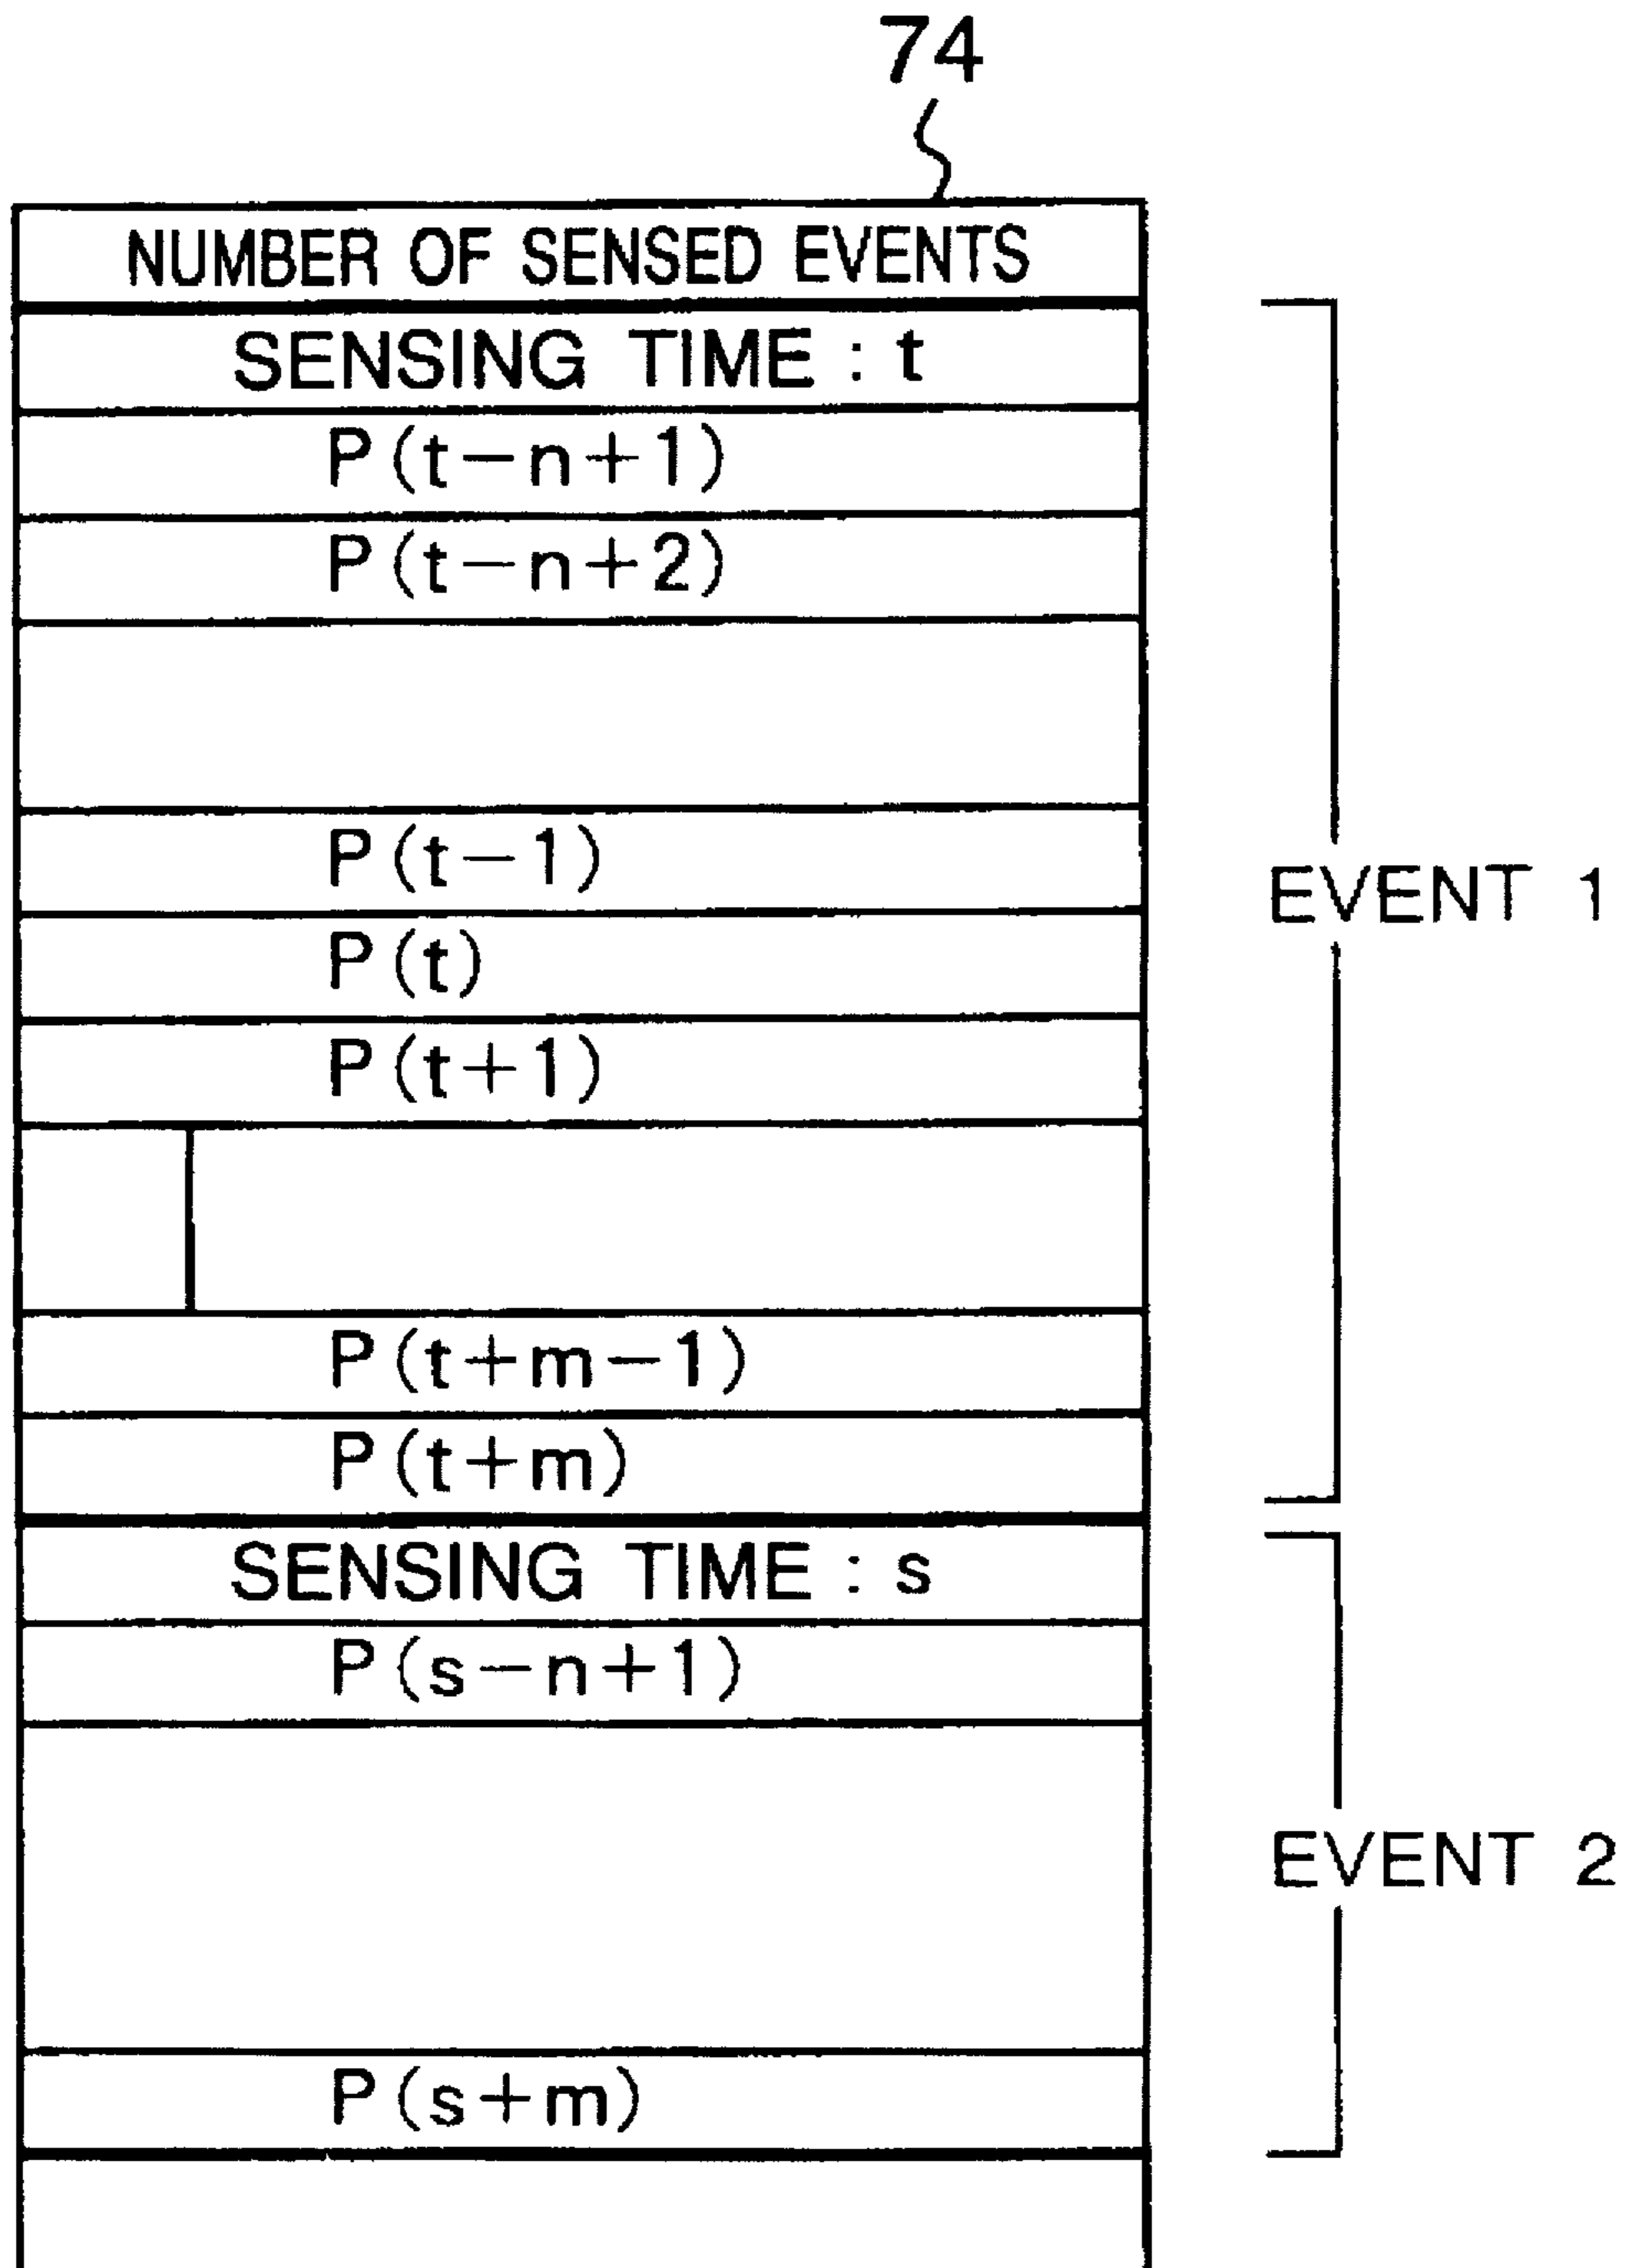 74
NUMBER OF SENSED EVENTS
SENSING TIME : t
P(t-n+1)
P(t-n+2)
P(t-1)
P(t)
P(t+1)
P(t+m-1)
P(t+m)
EVENT 1
SENSING TIME : s
P(s-n+1)
P(s+m)
EVENT 2